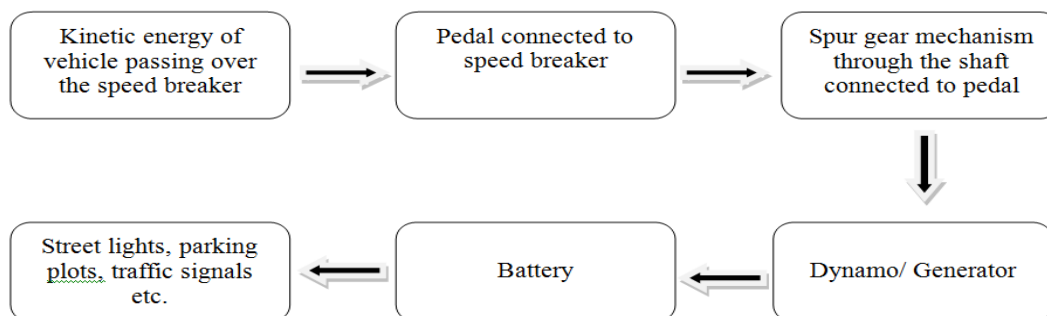 Kinetic energy of
vehicle passing over
the speed breaker
Pedal connected to
speed breaker
Spur gear mechanism
through the shaft
connected to pedal
Street lights, parking
plots, traffic signals
etc.
Battery
Dynamo/ Generator